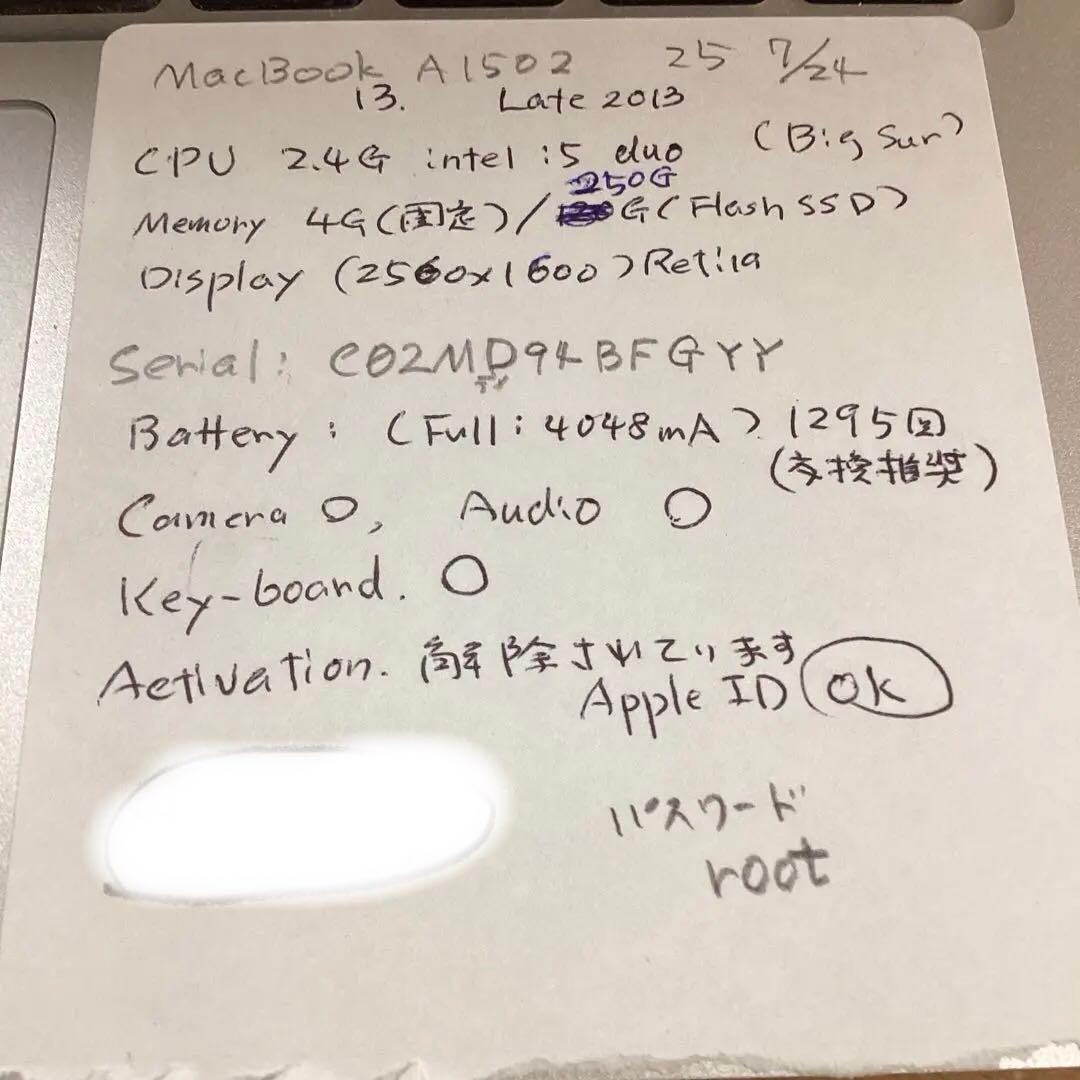 MacBook A1502 25 7/24
13. Late 2013
CPU 2.4G intel i5 duo (Big Sur)
250G
Memory 4G(固定)/ G(Flash SSD)
Display (2560x1600)Retina
Serial: C02MD94BFGYY
Battery: (Full: 4048mA) 1295回
(交換推奨)
Camera ○, Audio ○
Key-board. ○
Activation. 解除されています
Apple ID OK
パスワード
root